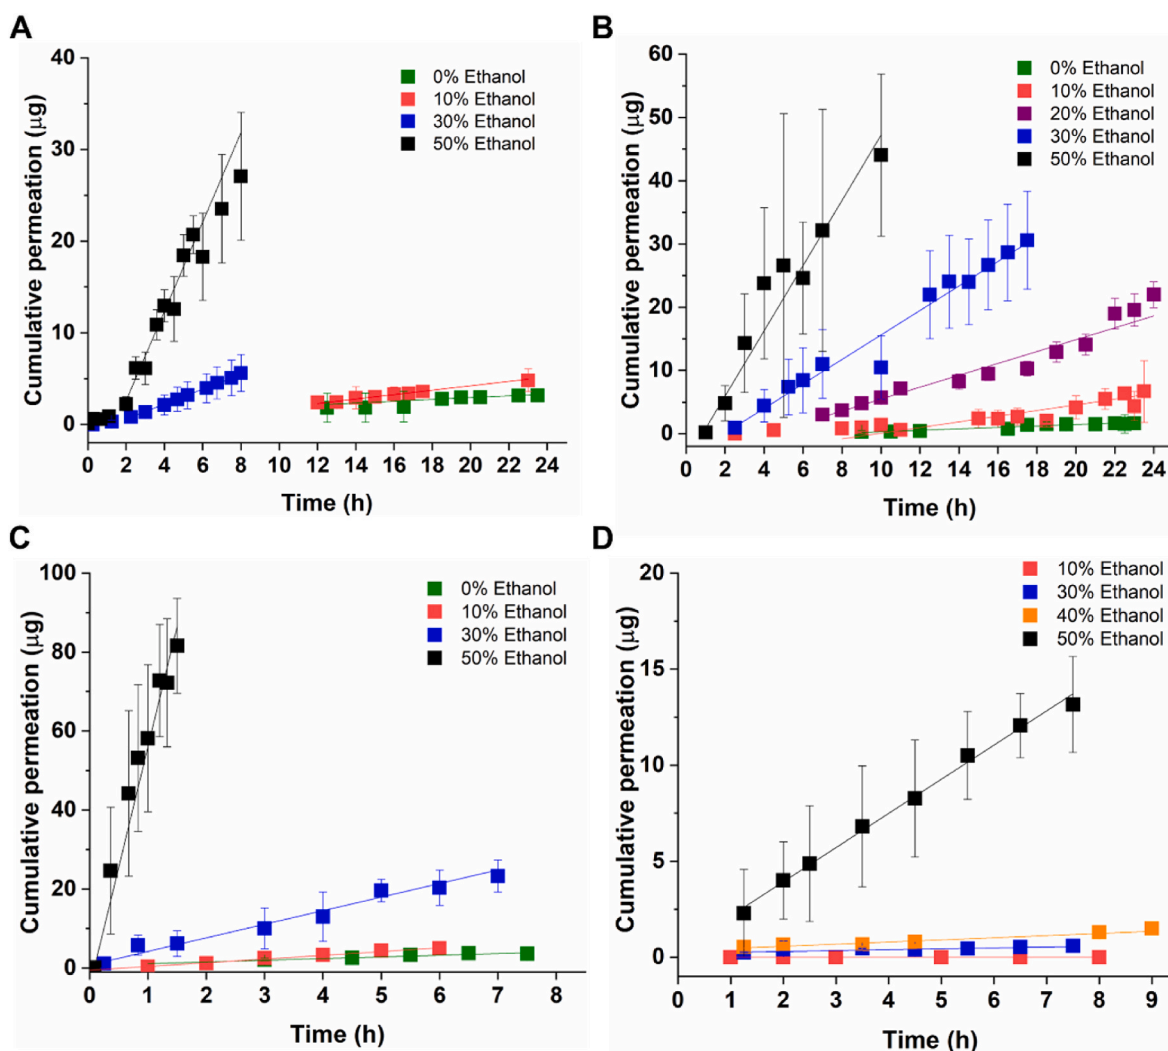 A
Cumulative permeation (µg)
40
30
20
10
0
0% Ethanol
10% Ethanol
30% Ethanol
50% Ethanol
0 2 4 6 8 10 12 14 16 18 20 22 24
Time (h)
B
Cumulative permeation (µg)
60
50
40
30
20
10
0
0% Ethanol
10% Ethanol
20% Ethanol
30% Ethanol
50% Ethanol
0 2 4 6 8 10 12 14 16 18 20 22 24
Time (h)
C
Cumulative permeation (µg)
100
80
60
40
20
0
0% Ethanol
10% Ethanol
30% Ethanol
50% Ethanol
0 1 2 3 4 5 6 7 8
Time (h)
D
Cumulative permeation (µg)
20
15
10
5
0
10% Ethanol
30% Ethanol
40% Ethanol
50% Ethanol
0 1 2 3 4 5 6 7 8 9
Time (h)